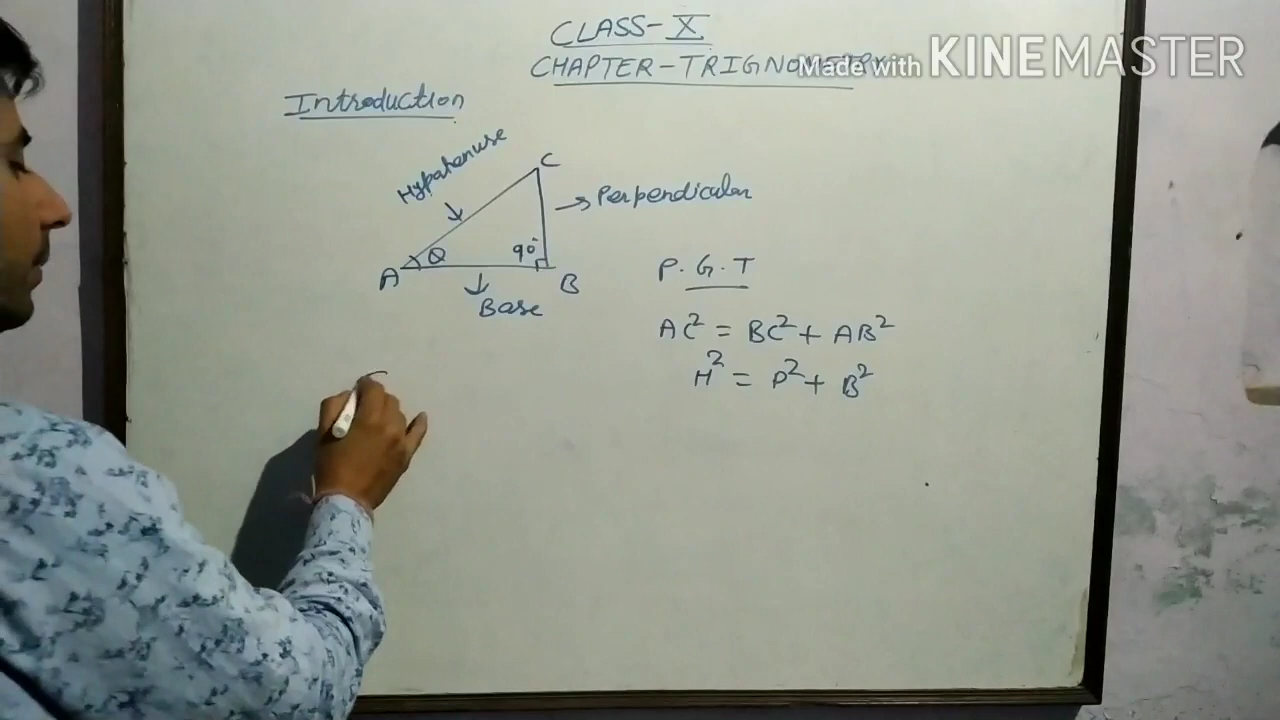 CLASS-X
CHAPTER-TRIGNOMETRY
Made with KINEMASTER
Introduction
Hypotenuse
C
Perpendicular
θ
90°
A
B
Base
P.G.T
AC² = BC² + AB²
H² = P² + B²